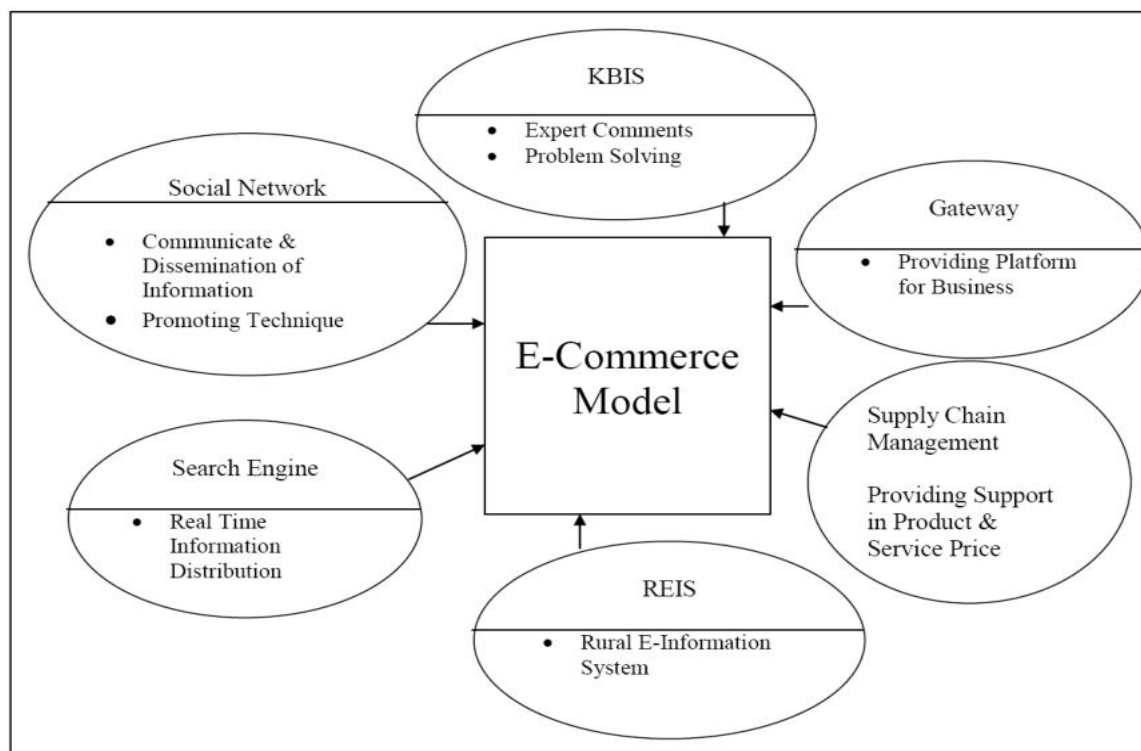 KBIS
• Expert Comments
• Problem Solving
Social Network
• Communicate &
Dissemination of
Information
• Promoting Technique
Gateway
• Providing Platform
for Business
E-Commerce
Model
Supply Chain
Management
Providing Support
in Product &
Service Price
Search Engine
• Real Time
Information
Distribution
REIS
• Rural E-Information
System